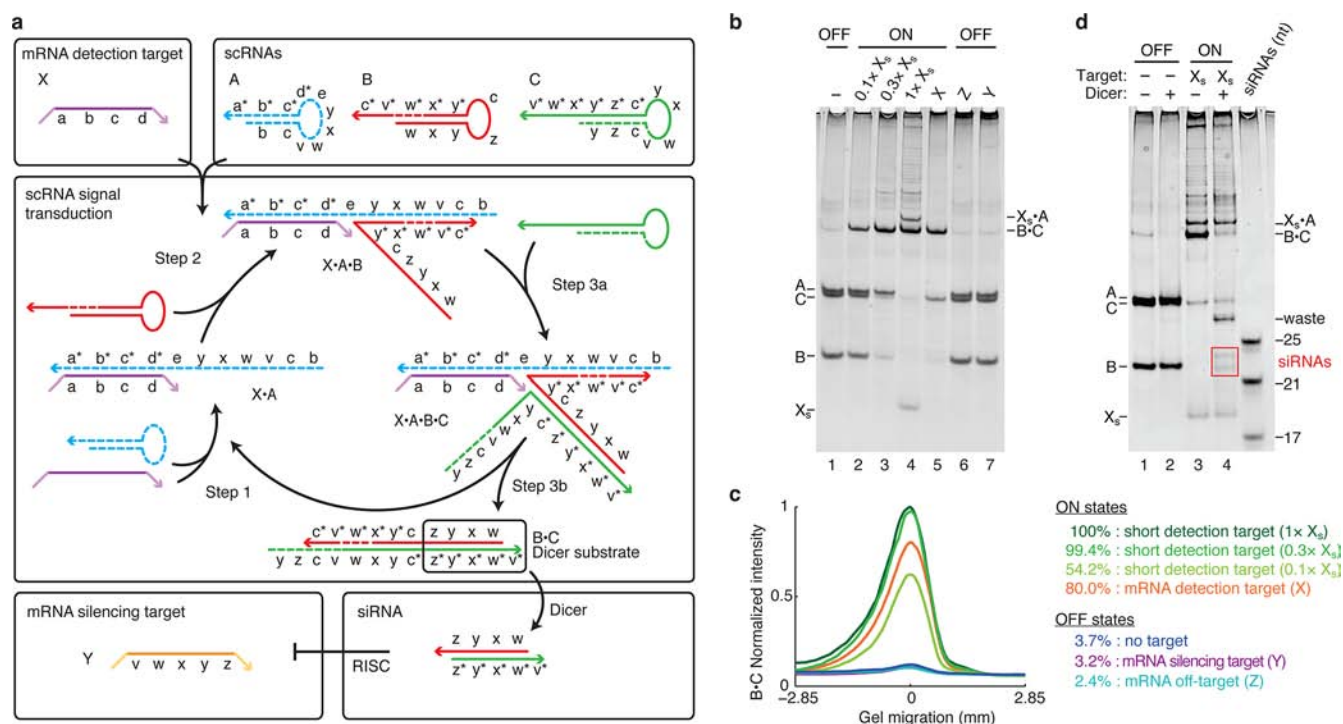 a
mRNA detection target
X
a b c d
scRNAs
A
a* b* c* d* e
y
x
b c
v w
B
c* v* w* x* y* c
w x y z
C
v* w* x* y* z* c* y
x
y z c
v w
scRNA signal
transduction
a* b* c* d* e y x w v c b
a b c d y* x* w* v* c*
c
z
y
x
w
X•A•B
Step 2
Step 3a
a* b* c* d* e y x w v c b
a b c d
X•A
a* b* c* d* e y x w v c b
a b c d y* x* w* v* c*
X•A•B•C
y z c v w x y
c* z* y* x* w* v*
c z y x w
Step 1
Step 3b
c* v* w* x* y* c z y x w
y z c v w x y c* z* y* x* w* v*
B•C
Dicer substrate
Dicer
mRNA silencing target
Y
v w x y z
siRNA
RISC
z y x w
z* y* x* w* v*
b
OFF ON OFF
– 0.1× Xs 0.3× Xs 1× Xs X Z Y
Xs•A
B•C
A
C
B
Xs
1 2 3 4 5 6 7
c
B•C Normalized intensity
1
0.5
0
−2.85 0 2.85
Gel migration (mm)
ON states
100% : short detection target (1× Xs)
99.4% : short detection target (0.3× Xs)
54.2% : short detection target (0.1× Xs)
80.0% : mRNA detection target (X)
OFF states
3.7% : no target
3.2% : mRNA silencing target (Y)
2.4% : mRNA off-target (Z)
d
OFF ON
Target: – – Xs Xs
Dicer: – + – +
siRNAs (nt)
Xs•A
B•C
A
C
waste
25
siRNAs
B
21
Xs
17
1 2 3 4